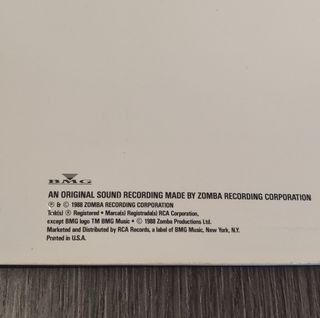 BMG
AN ORIGINAL SOUND RECORDING MADE BY ZOMBA RECORDING CORPORATION
℗ & © 1988 ZOMBA RECORDING CORPORATION
Tmk(s) ® Registered • Marca(s) Registrada(s) RCA Corporation,
except BMG logo TM BMG Music • © 1988 Zomba Productions Ltd.
Marketed and Distributed by RCA Records, a label of BMG Music, New York, N.Y.
Printed in U.S.A.